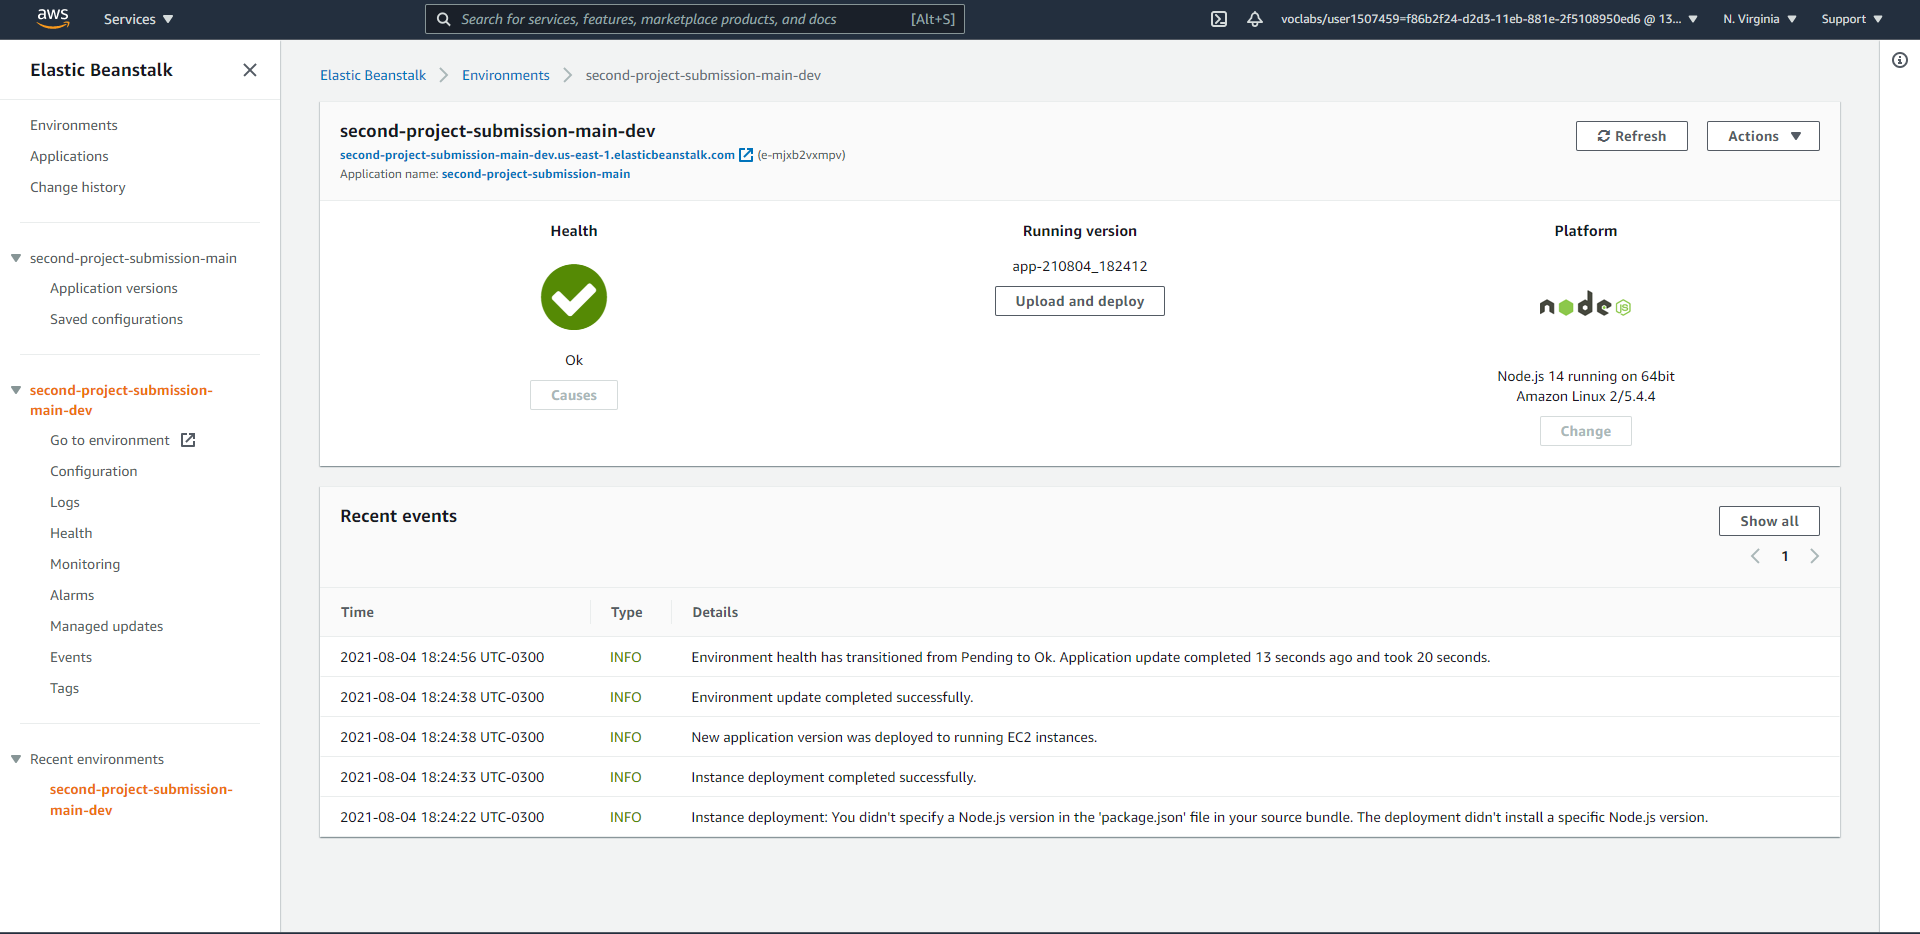 aws
Services
Search for services, features, marketplace products, and docs
[Alt+S]
voclabs/user1507459=f86b2f24-d2d3-11eb-881e-2f5108950ed6 @ 13...
N. Virginia
Support
Elastic Beanstalk
Environments
Applications
Change history
second-project-submission-main
Application versions
Saved configurations
second-project-submission-
main-dev
Go to environment
Configuration
Logs
Health
Monitoring
Alarms
Managed updates
Events
Tags
Recent environments
second-project-submission-
main-dev
Elastic Beanstalk
Environments
second-project-submission-main-dev
second-project-submission-main-dev
second-project-submission-main-dev.us-east-1.elasticbeanstalk.com (e-mjxb2vxmpv)
Application name: second-project-submission-main
Refresh
Actions
Health
Ok
Causes
Running version
app-210804_182412
Upload and deploy
Platform
node JS
Node.js 14 running on 64bit
Amazon Linux 2/5.4.4
Change
Recent events
Show all
1
Time Type Details
2021-08-04 18:24:56 UTC-0300 INFO Environment health has transitioned from Pending to Ok. Application update completed 13 seconds ago and took 20 seconds.
2021-08-04 18:24:38 UTC-0300 INFO Environment update completed successfully.
2021-08-04 18:24:38 UTC-0300 INFO New application version was deployed to running EC2 instances.
2021-08-04 18:24:33 UTC-0300 INFO Instance deployment completed successfully.
2021-08-04 18:24:22 UTC-0300 INFO Instance deployment: You didn't specify a Node.js version in the 'package.json' file in your source bundle. The deployment didn't install a specific Node.js version.